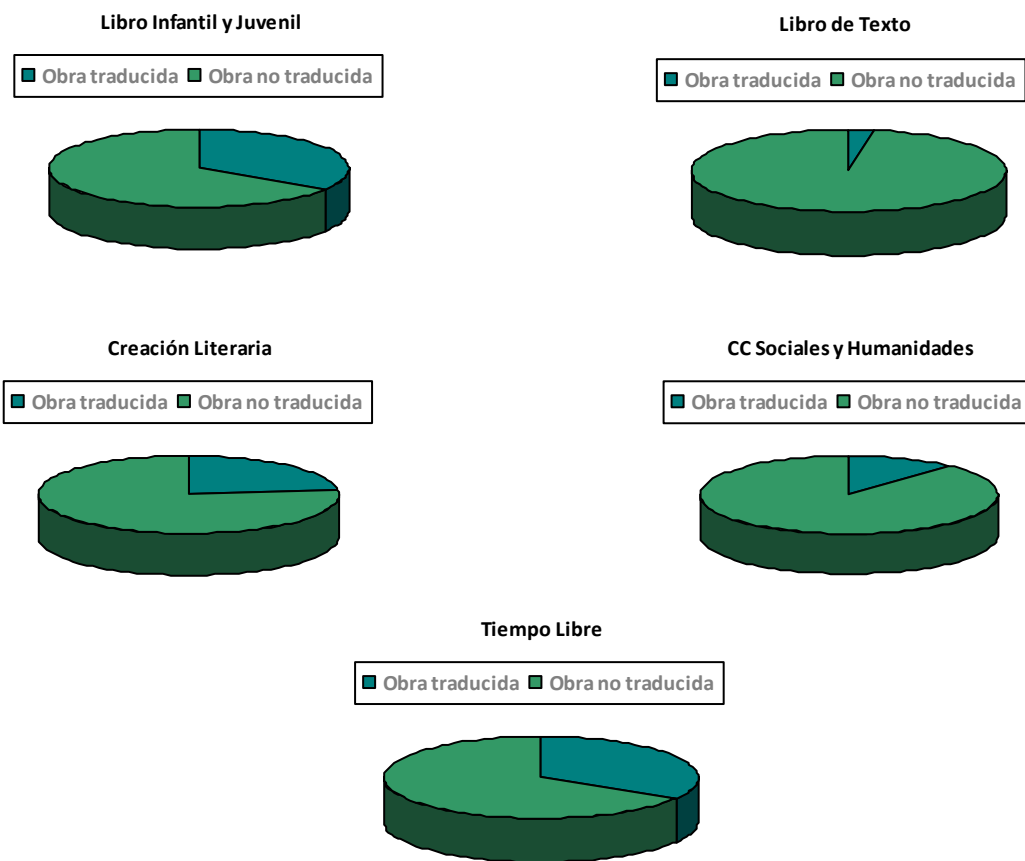 Libro Infantil y Juvenil
Obra traducida Obra no traducida
Libro de Texto
Obra traducida Obra no traducida
Creación Literaria
Obra traducida Obra no traducida
CC Sociales y Humanidades
Obra traducida Obra no traducida
Tiempo Libre
Obra traducida Obra no traducida